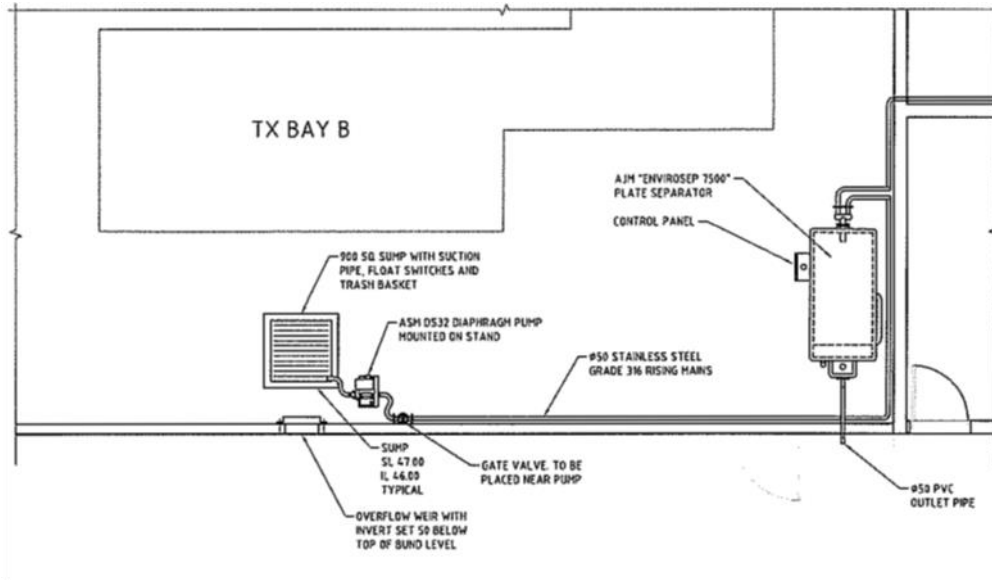 TX BAY B
AJM "ENVIROSEP 7500"
PLATE SEPARATOR
CONTROL PANEL
900 SQ SUMP WITH SUCTION
PIPE, FLOAT SWITCHES AND
TRASH BASKET
ASM DS32 DIAPHRAGM PUMP
MOUNTED ON STAND
ø50 STAINLESS STEEL
GRADE 316 RISING MAINS
SUMP
SL 47.00
IL 46.00
TYPICAL
GATE VALVE. TO BE
PLACED NEAR PUMP
ø50 PVC
OUTLET PIPE
OVERFLOW WEIR WITH
INVERT SET 50 BELOW
TOP OF BUND LEVEL